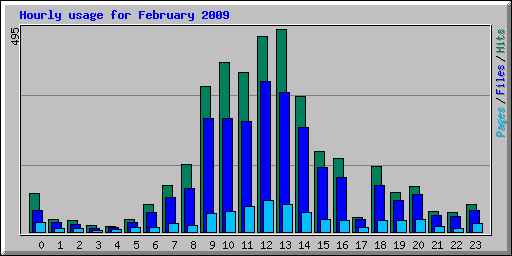 Hourly usage for February 2009
495
Pages / Files / Hits
0 1 2 3 4 5 6 7 8 9 10 11 12 13 14 15 16 17 18 19 20 21 22 23